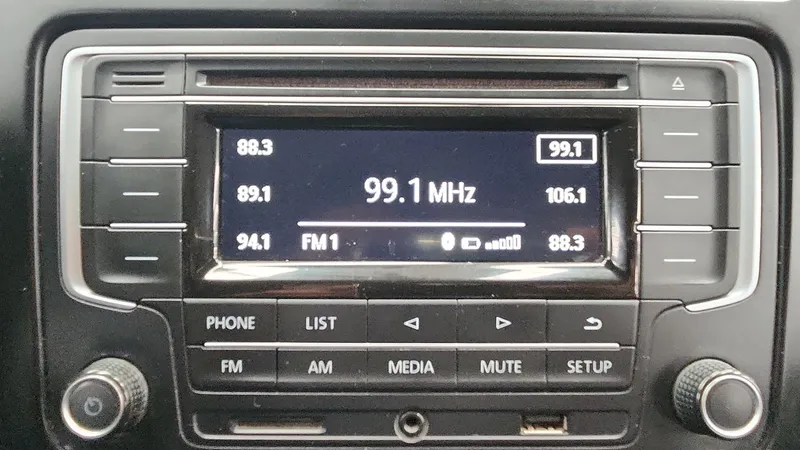 88.3 99.1
89.1 99.1 MHz 106.1
94.1 FM1 88.3
PHONE LIST
FM AM MEDIA MUTE SETUP